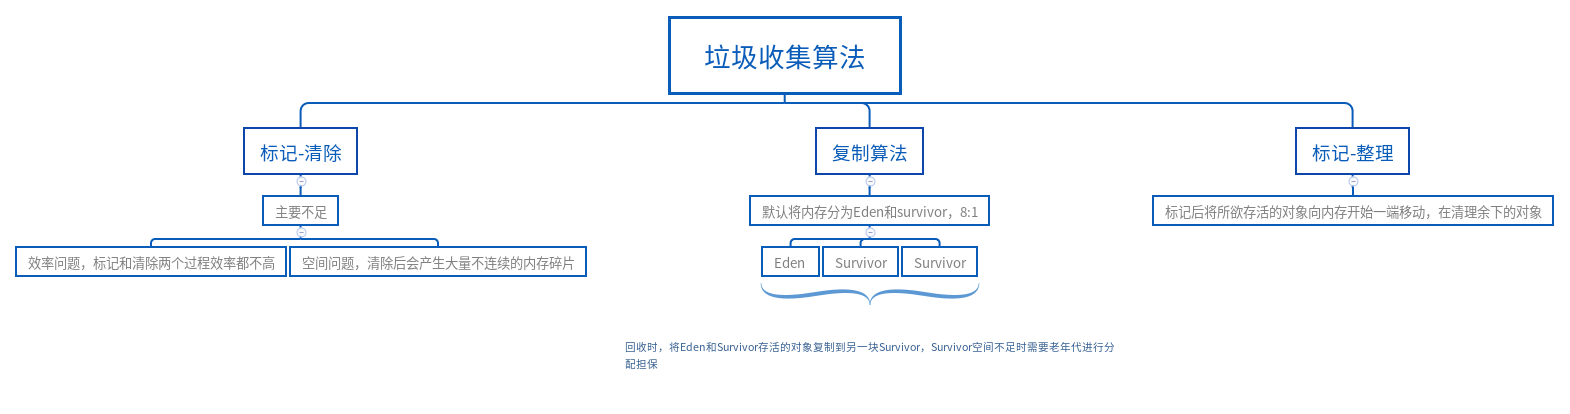 垃圾收集算法
标记-清除
复制算法
标记-整理
主要不足
默认将内存分为Eden和survivor，8:1
标记后将所欲存活的对象向内存开始一端移动，在清理余下的对象
效率问题，标记和清除两个过程效率都不高
空间问题，清除后会产生大量不连续的内存碎片
Eden
Survivor
Survivor
回收时，将Eden和Survivor存活的对象复制到另一块Survivor，Survivor空间不足时需要老年代进行分
配担保